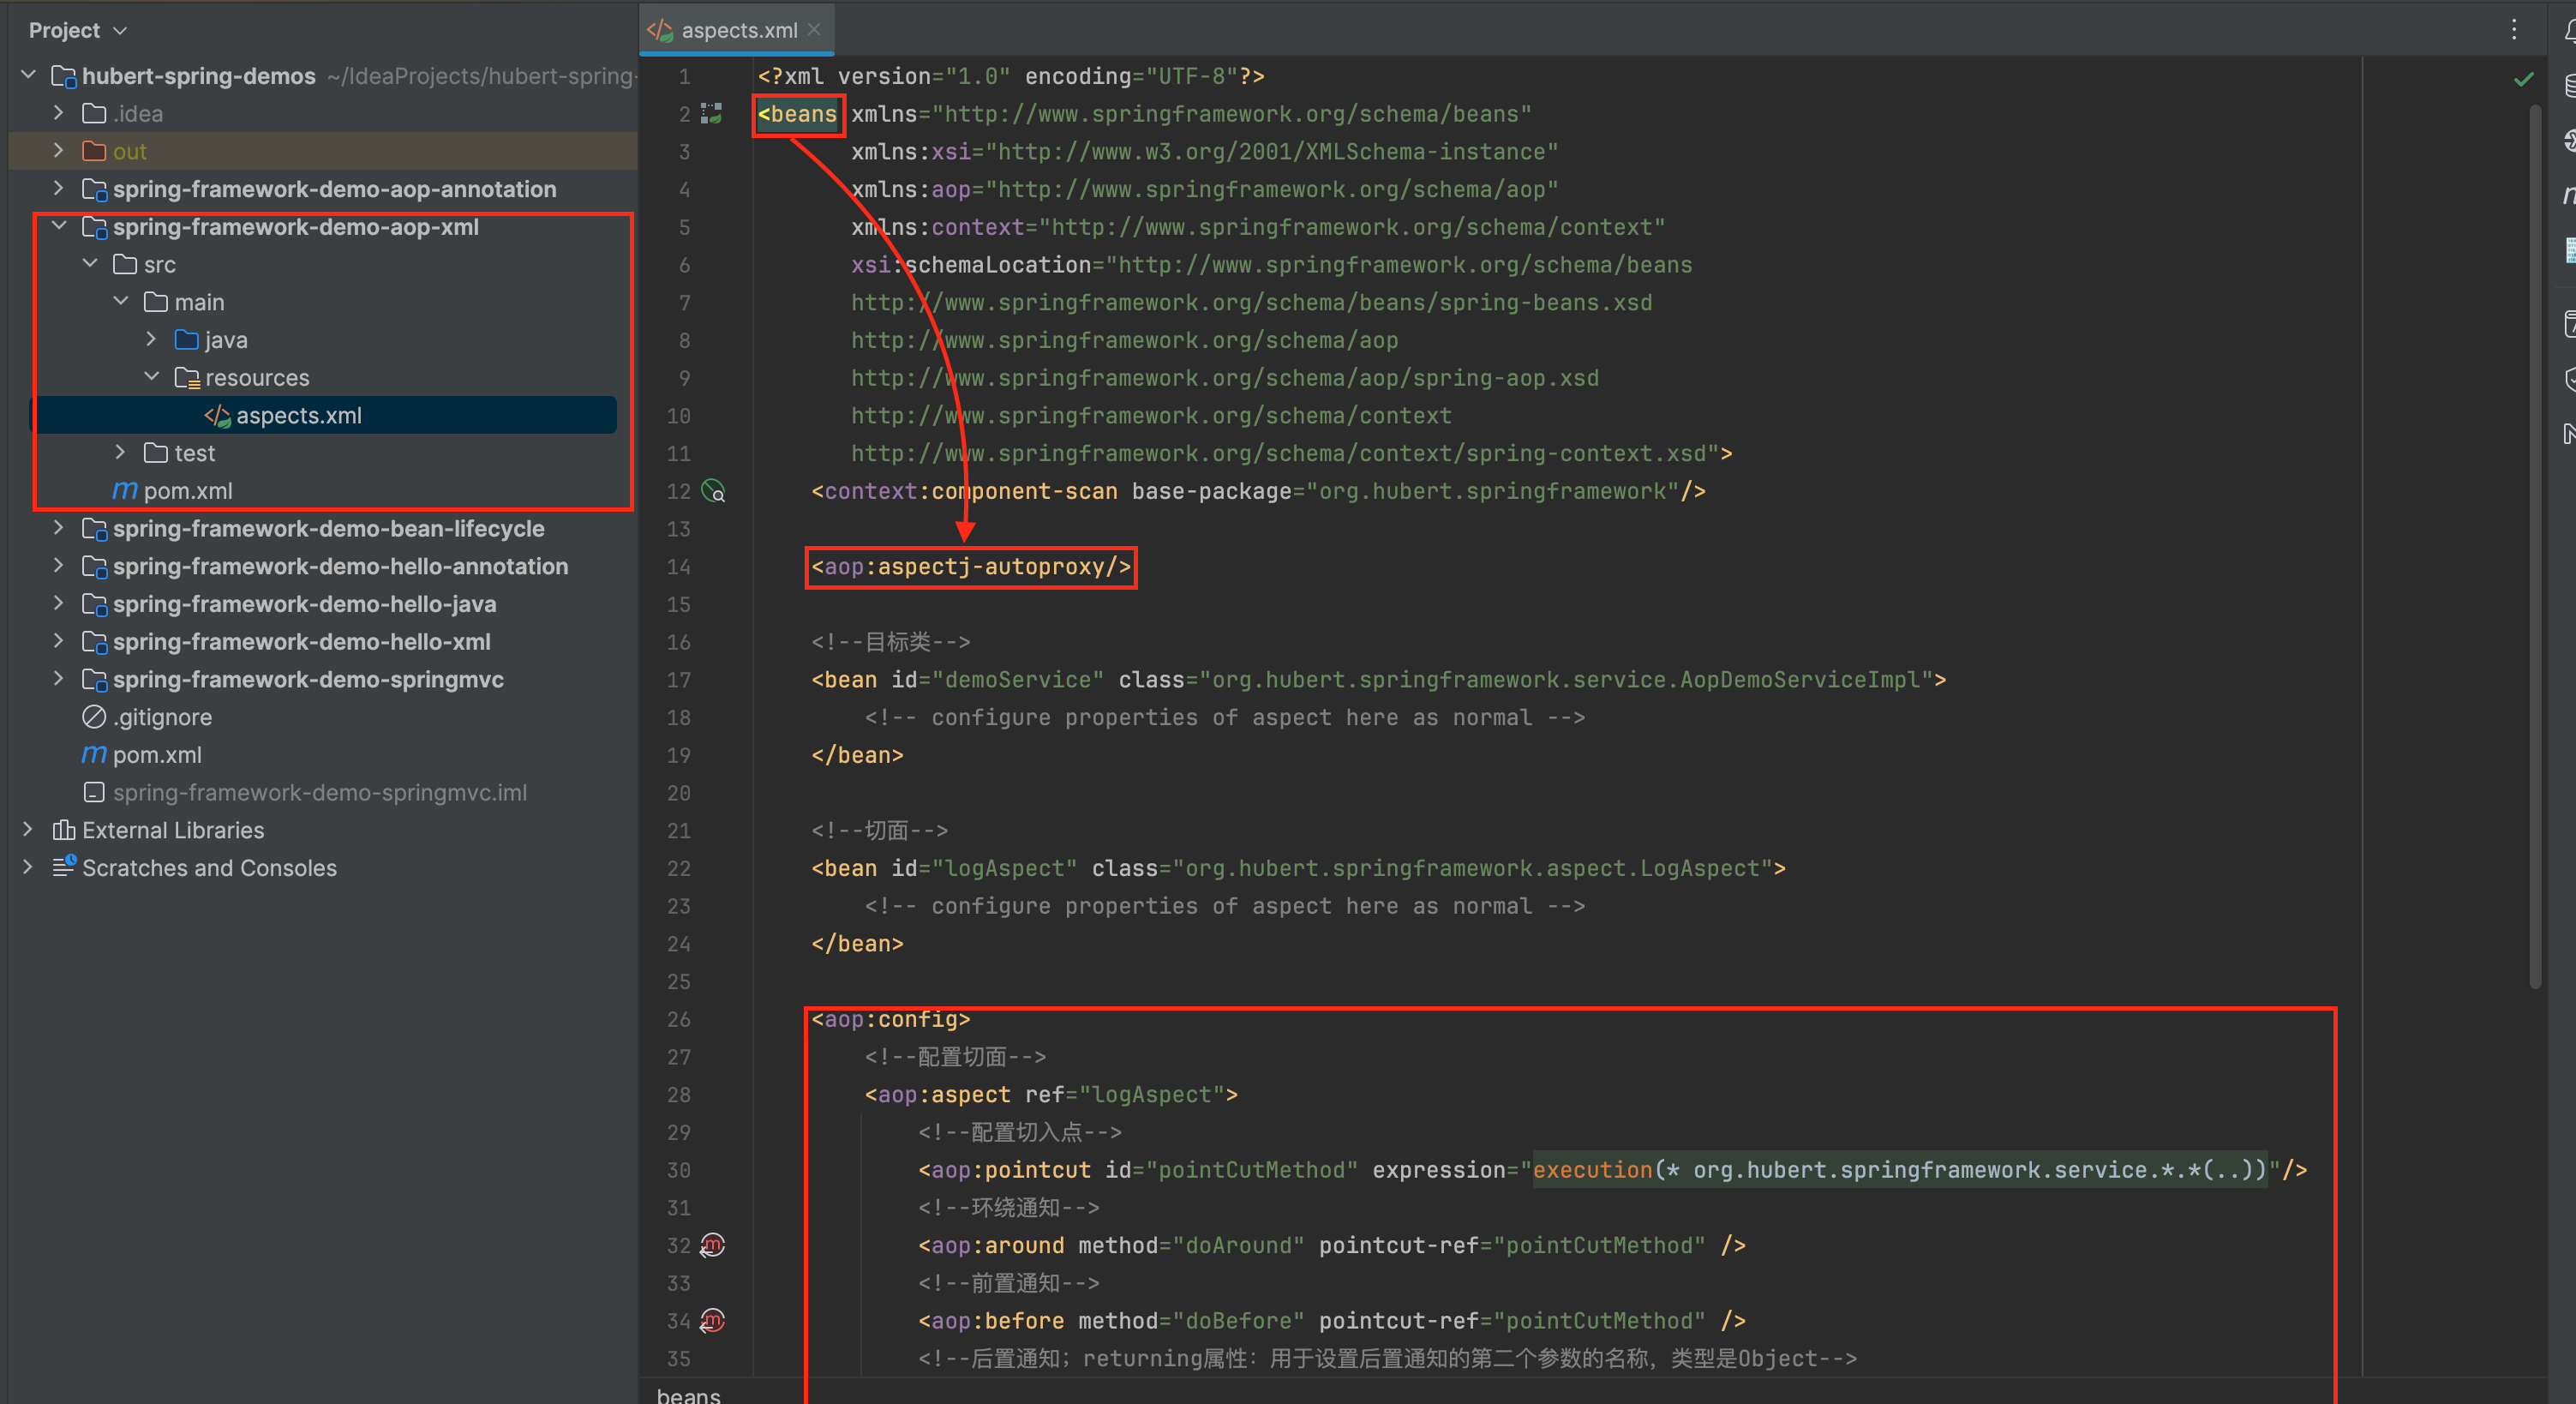 Project
hubert-spring-demos ~/IdeaProjects/hubert-spring-
.idea
out
spring-framework-demo-aop-annotation
spring-framework-demo-aop-xml
src
main
java
resources
aspects.xml
test
pom.xml
spring-framework-demo-bean-lifecycle
spring-framework-demo-hello-annotation
spring-framework-demo-hello-java
spring-framework-demo-hello-xml
spring-framework-demo-springmvc
.gitignore
pom.xml
spring-framework-demo-springmvc.iml
External Libraries
Scratches and Consoles
aspects.xml
1 <?xml version="1.0" encoding="UTF-8"?>
2 <beans xmlns="http://www.springframework.org/schema/beans"
3 xmlns:xsi="http://www.w3.org/2001/XMLSchema-instance"
4 xmlns:aop="http://www.springframework.org/schema/aop"
5 xmlns:context="http://www.springframework.org/schema/context"
6 xsi:schemaLocation="http://www.springframework.org/schema/beans
7 http://www.springframework.org/schema/beans/spring-beans.xsd
8 http://www.springframework.org/schema/aop
9 http://www.springframework.org/schema/aop/spring-aop.xsd
10 http://www.springframework.org/schema/context
11 http://www.springframework.org/schema/context/spring-context.xsd">
12 <context:component-scan base-package="org.hubert.springframework"/>
13
14 <aop:aspectj-autoproxy/>
15
16 <!--目标类-->
17 <bean id="demoService" class="org.hubert.springframework.service.AopDemoServiceImpl">
18 <!-- configure properties of aspect here as normal -->
19 </bean>
20
21 <!--切面-->
22 <bean id="logAspect" class="org.hubert.springframework.aspect.LogAspect">
23 <!-- configure properties of aspect here as normal -->
24 </bean>
25
26 <aop:config>
27 <!--配置切面-->
28 <aop:aspect ref="logAspect">
29 <!--配置切入点-->
30 <aop:pointcut id="pointCutMethod" expression="execution(* org.hubert.springframework.service.*.*(..))"/>
31 <!--环绕通知-->
32 <aop:around method="doAround" pointcut-ref="pointCutMethod" />
33 <!--前置通知-->
34 <aop:before method="doBefore" pointcut-ref="pointCutMethod" />
35 <!--后置通知；returning属性：用于设置后置通知的第二个参数的名称，类型是Object-->
beans